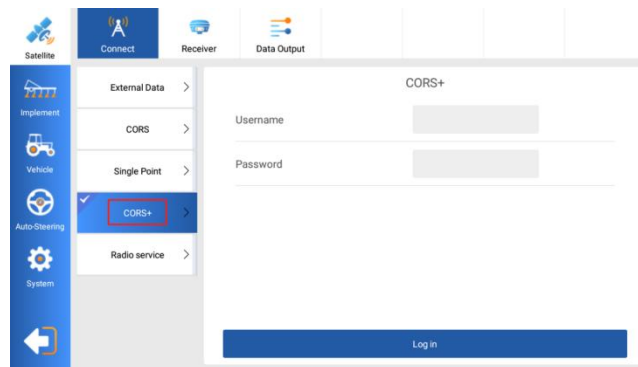 Satellite
Connect
Receiver
Data Output
Implement
Vehicle
Auto-Steering
System
External Data
CORS
Single Point
CORS+
Radio service
CORS+
Username
Password
Log in